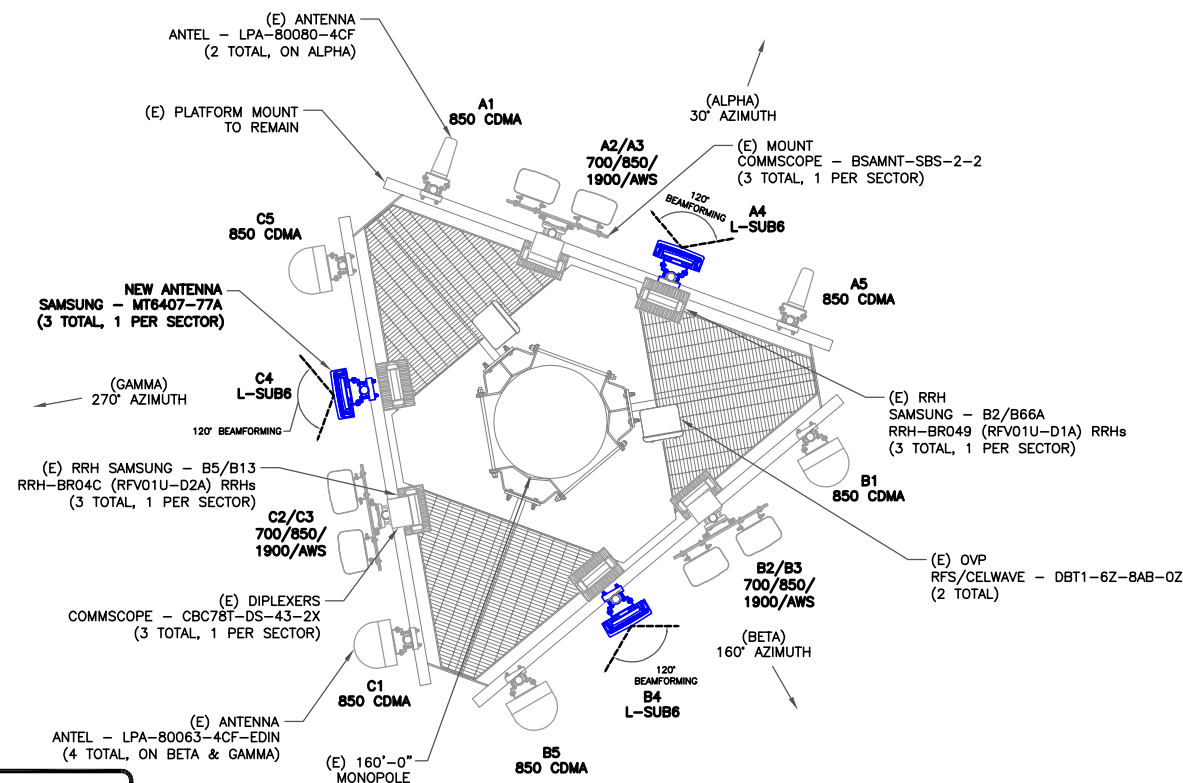 (E) ANTENNA
ANTEL – LPA-80080-4CF
(2 TOTAL, ON ALPHA)
(E) PLATFORM MOUNT
TO REMAIN
A1
850 CDMA
A2/A3
700/850/
1900/AWS
(ALPHA)
30° AZIMUTH
(E) MOUNT
COMMSCOPE – BSAMNT-SBS-2-2
(3 TOTAL, 1 PER SECTOR)
120°
BEAMFORMING
A4
L-SUB6
C5
850 CDMA
A5
850 CDMA
NEW ANTENNA
SAMSUNG – MT6407-77A
(3 TOTAL, 1 PER SECTOR)
C4
L-SUB6
(GAMMA)
270° AZIMUTH
120° BEAMFORMING
(E) RRH
SAMSUNG – B2/B66A
RRH-BR049 (RFV01U-D1A) RRHs
(3 TOTAL, 1 PER SECTOR)
(E) RRH SAMSUNG – B5/B13
RRH-BR04C (RFV01U-D2A) RRHs
(3 TOTAL, 1 PER SECTOR)
B1
850 CDMA
C2/C3
700/850/
1900/AWS
(E) OVP
RFS/CELWAVE – DBT1-6Z-8AB-0Z
(2 TOTAL)
B2/B3
700/850/
1900/AWS
(E) DIPLEXERS
COMMSCOPE – CBC78T-DS-43-2X
(3 TOTAL, 1 PER SECTOR)
(BETA)
160° AZIMUTH
120°
BEAMFORMING
B4
L-SUB6
C1
850 CDMA
(E) ANTENNA
ANTEL – LPA-80063-4CF-EDIN
(4 TOTAL, ON BETA & GAMMA)
B5
850 CDMA
(E) 160'-0"
MONOPOLE